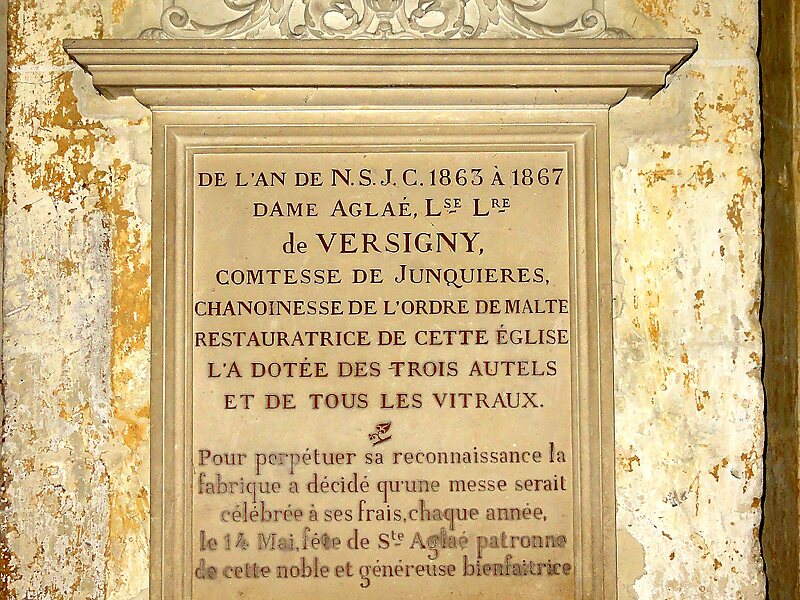 DE L'AN DE N.S.J.C. 1863 À 1867
DAME AGLAÉ, LSE LRE
de VERSIGNY,
COMTESSE DE JUNQUIERES,
CHANOINESSE DE L'ORDRE DE MALTE
RESTAURATRICE DE CETTE ÉGLISE
L'A DOTÉE DES TROIS AUTELS
ET DE TOUS LES VITRAUX.
Pour perpétuer sa reconnaissance la
fabrique a décidé qu'une messe serait
célébrée à ses frais, chaque année,
le 14 Mai, fête de Ste Aglaé patronne
de cette noble et généreuse bienfaitrice